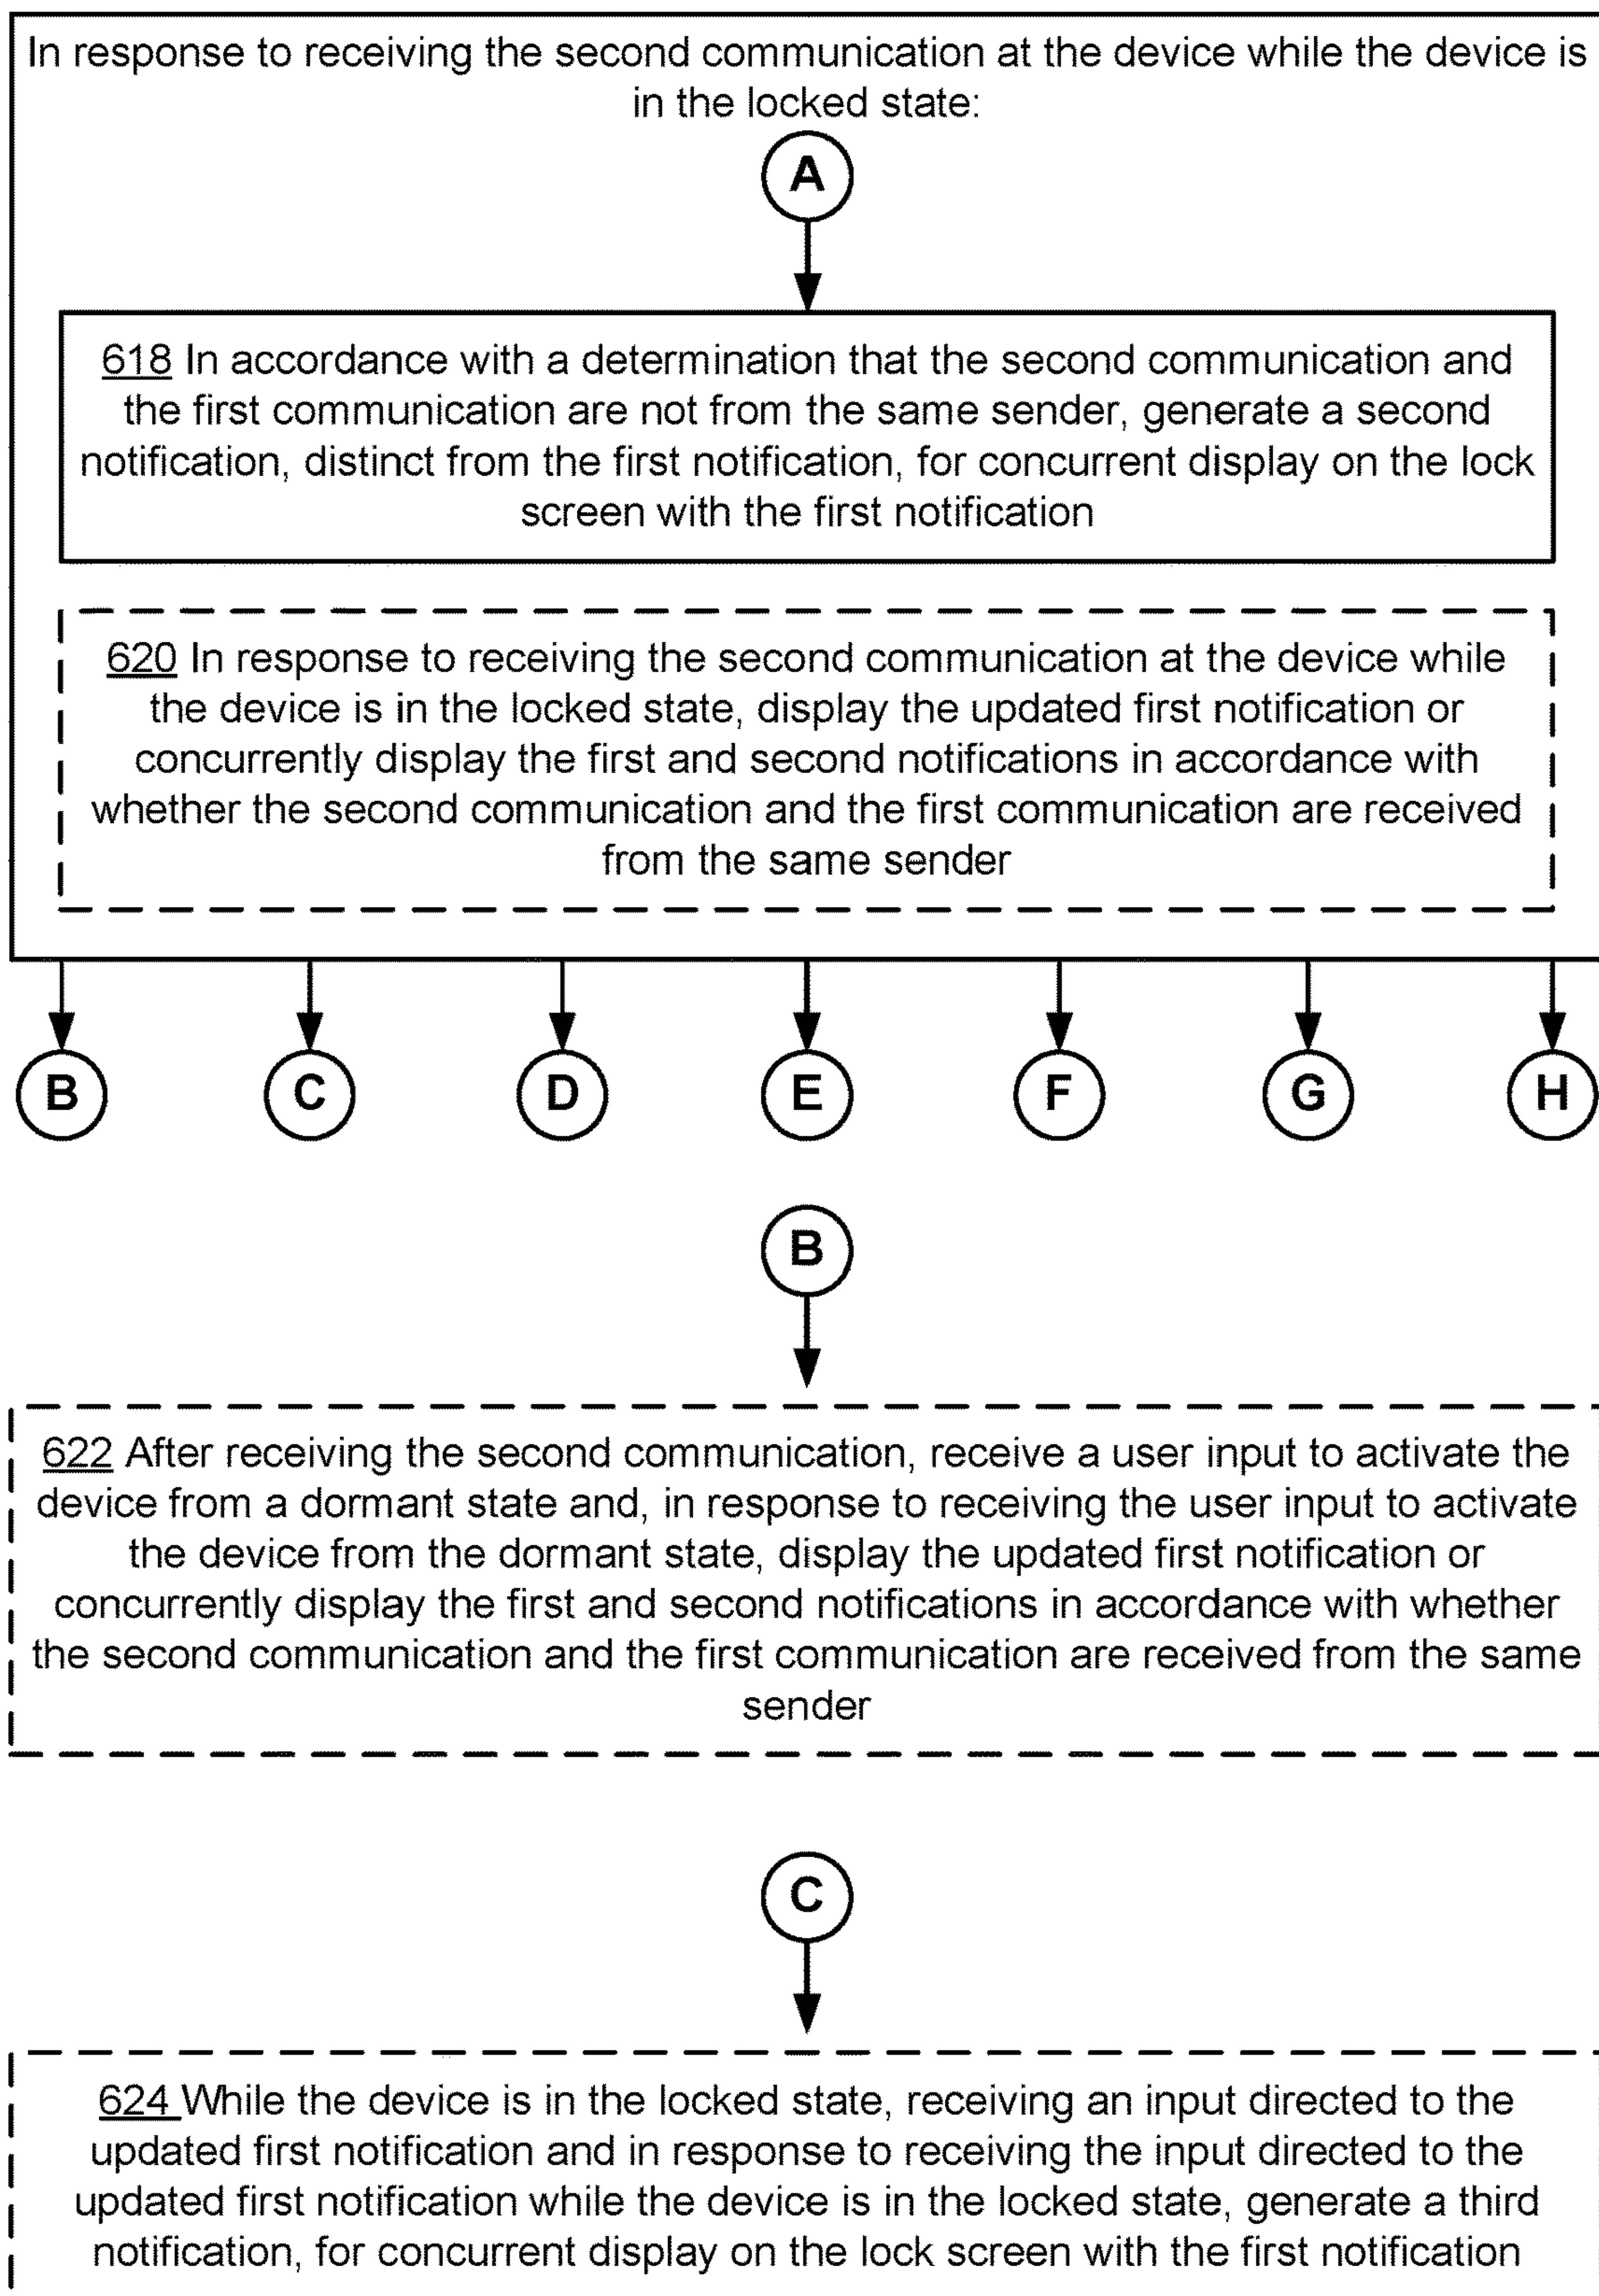 In response to receiving the second communication at the device while the device is
in the locked state:
A
618 In accordance with a determination that the second communication and
the first communication are not from the same sender, generate a second
notification, distinct from the first notification, for concurrent display on the lock
screen with the first notification
620 In response to receiving the second communication at the device while
the device is in the locked state, display the updated first notification or
concurrently display the first and second notifications in accordance with
whether the second communication and the first communication are received
from the same sender
B C D E F G H
B
622 After receiving the second communication, receive a user input to activate the
device from a dormant state and, in response to receiving the user input to activate
the device from the dormant state, display the updated first notification or
concurrently display the first and second notifications in accordance with whether
the second communication and the first communication are received from the same
sender
C
624 While the device is in the locked state, receiving an input directed to the
updated first notification and in response to receiving the input directed to the
updated first notification while the device is in the locked state, generate a third
notification, for concurrent display on the lock screen with the first notification